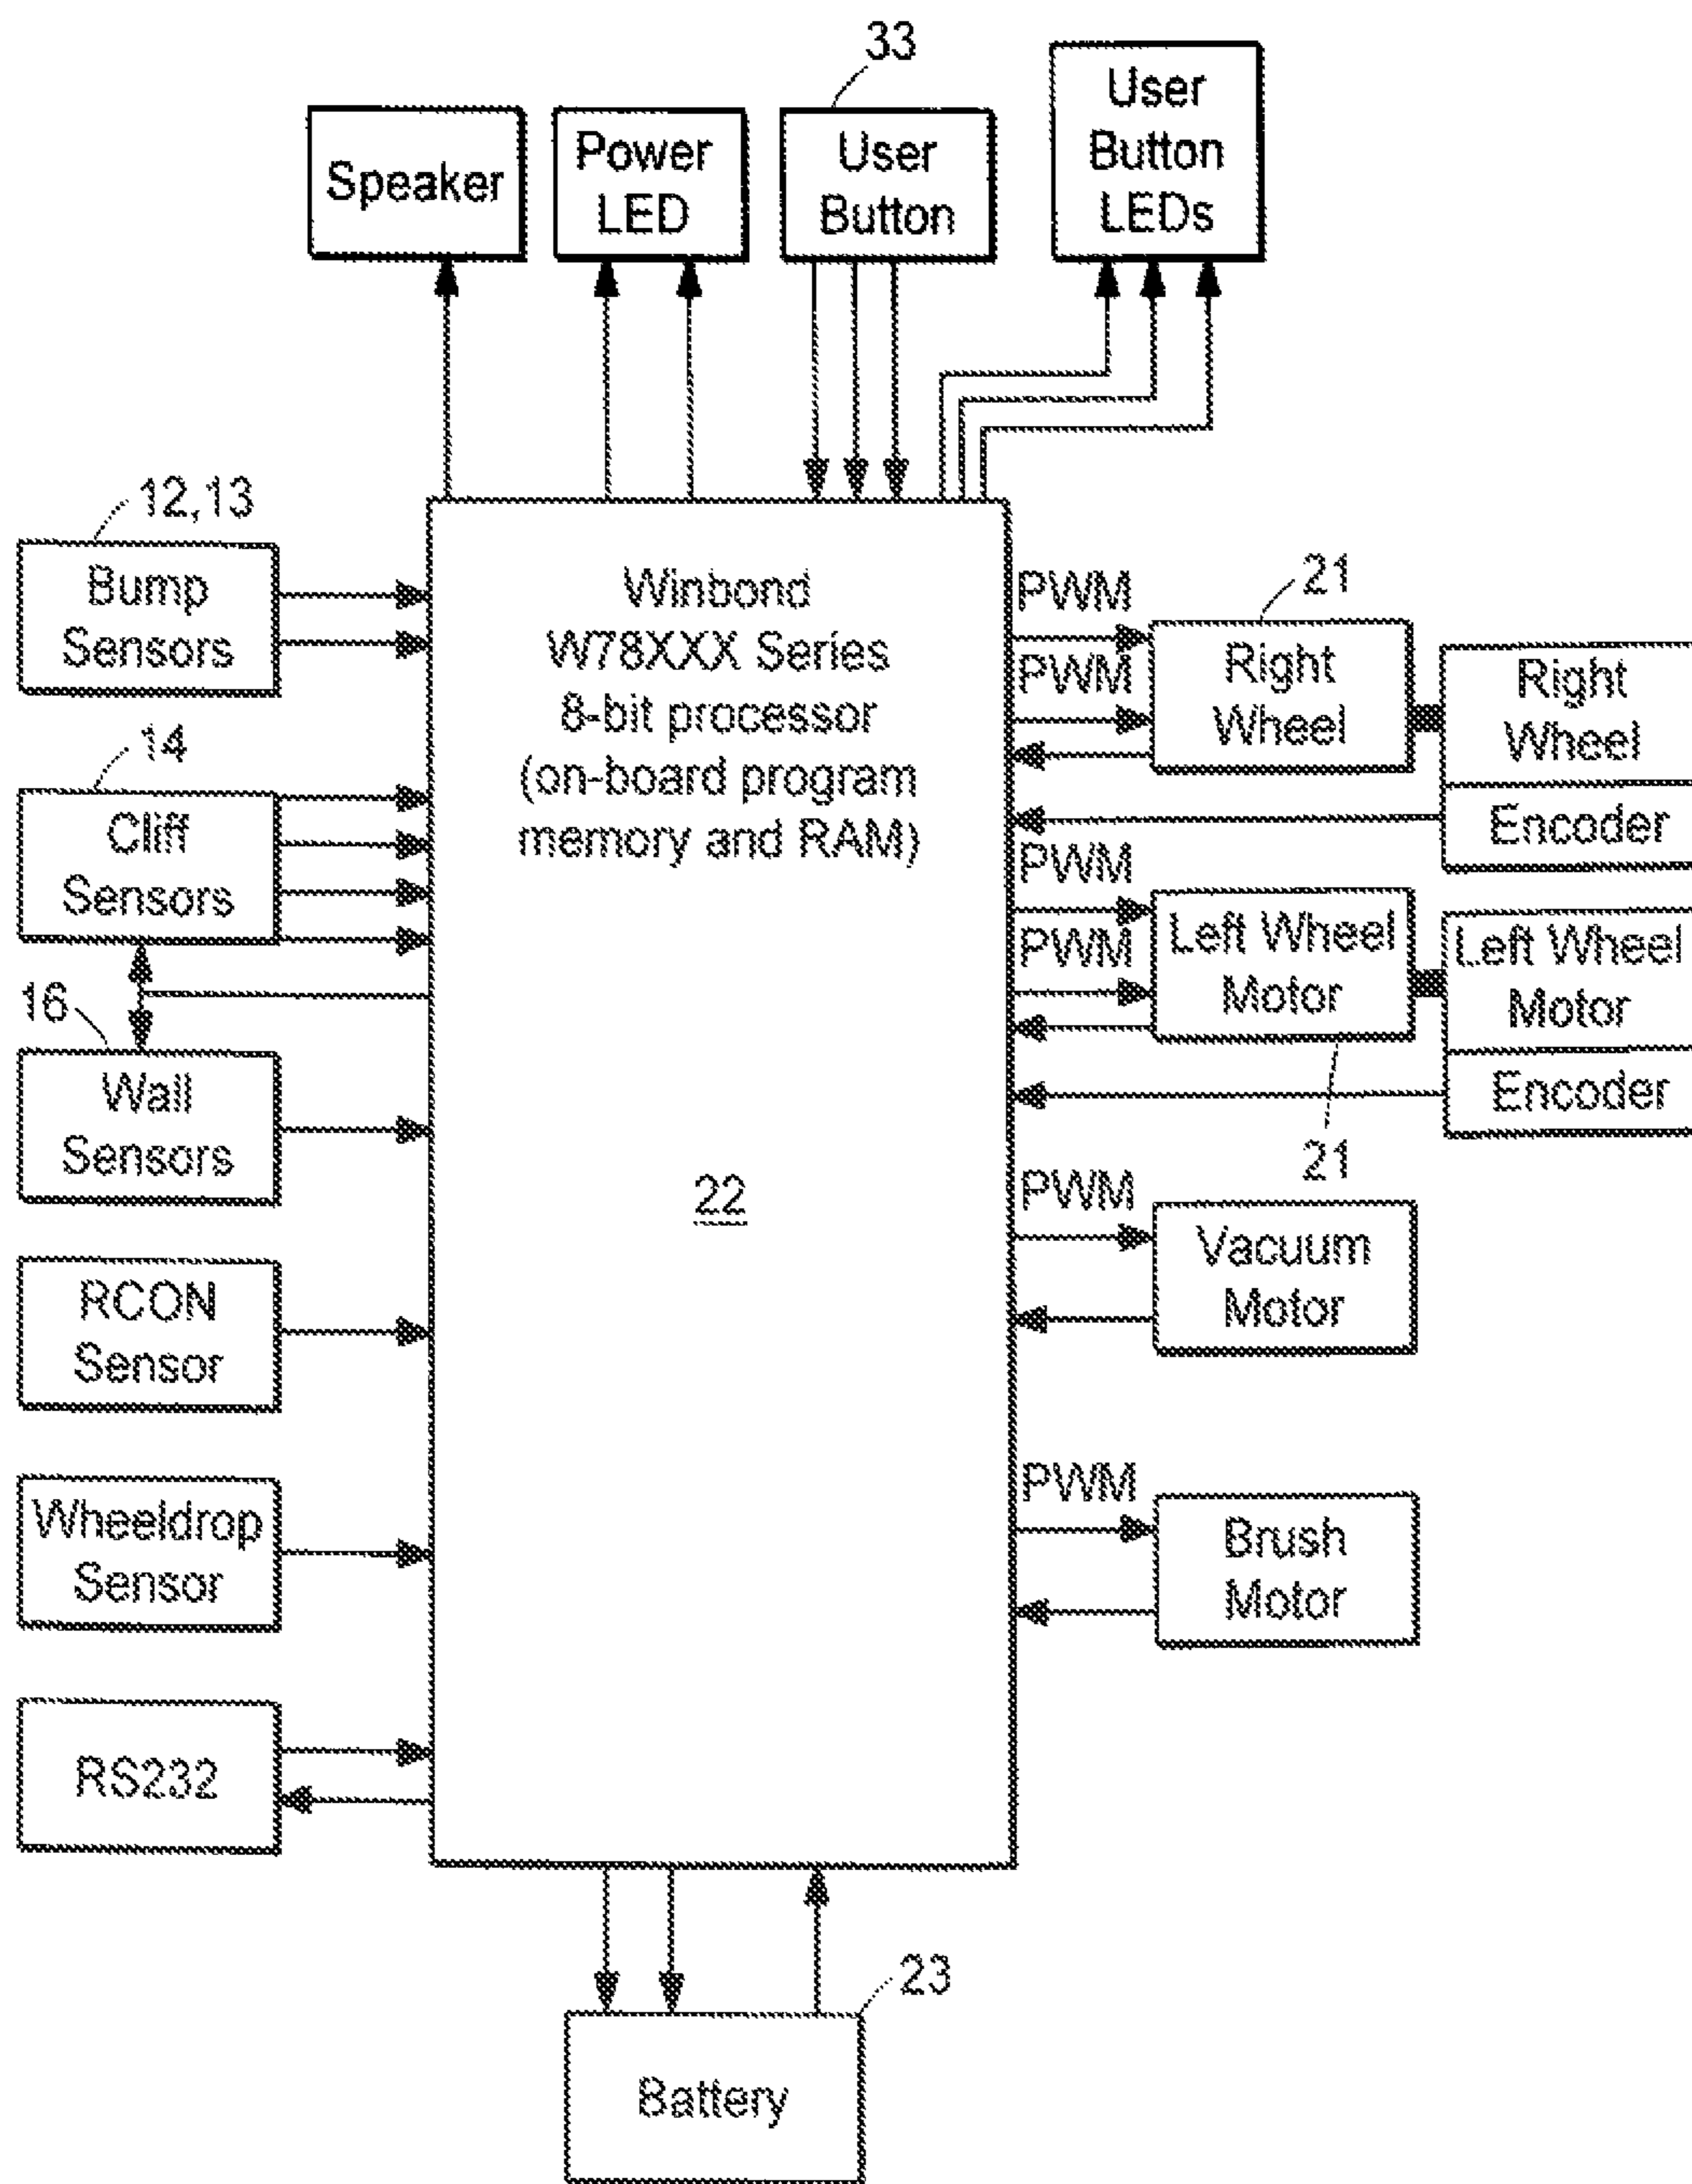 33
Speaker
Power
LED
User
Button
User
Button
LEDs
12,13
Bump
Sensors
14
Cliff
Sensors
16
Wall
Sensors
RCON
Sensor
Wheeldrop
Sensor
RS232
Winbond
W78XXX Series
8-bit processor
(on-board program
memory and RAM)
22
PWM
PWM
21
Right
Wheel
Right
Wheel
Encoder
PWM
PWM
Left Wheel
Motor
21
Left Wheel
Motor
Encoder
PWM
Vacuum
Motor
PWM
Brush
Motor
23
Battery